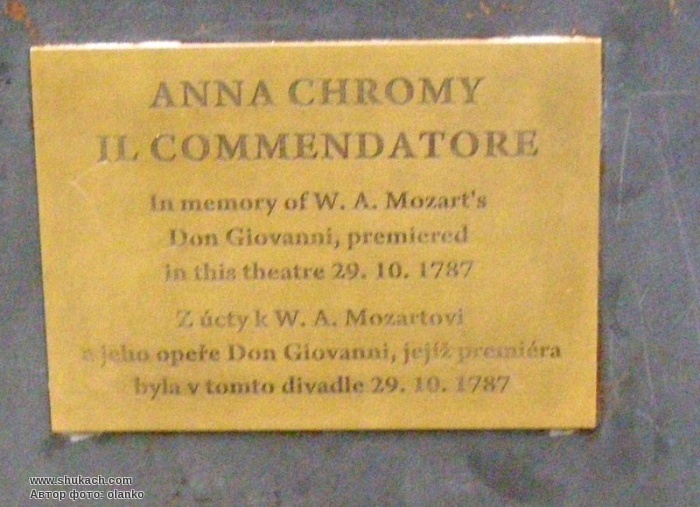 ANNA CHROMY
IL COMMENDATORE
In memory of W. A. Mozart's
Don Giovanni, premiered
in this theatre 29. 10. 1787
Z úcty k W. A. Mozartovi
a jeho opeře Don Giovanni, jejíž premiéra
byla v tomto divadle 29. 10. 1787
www.shukach.com
Автор фото: olanko